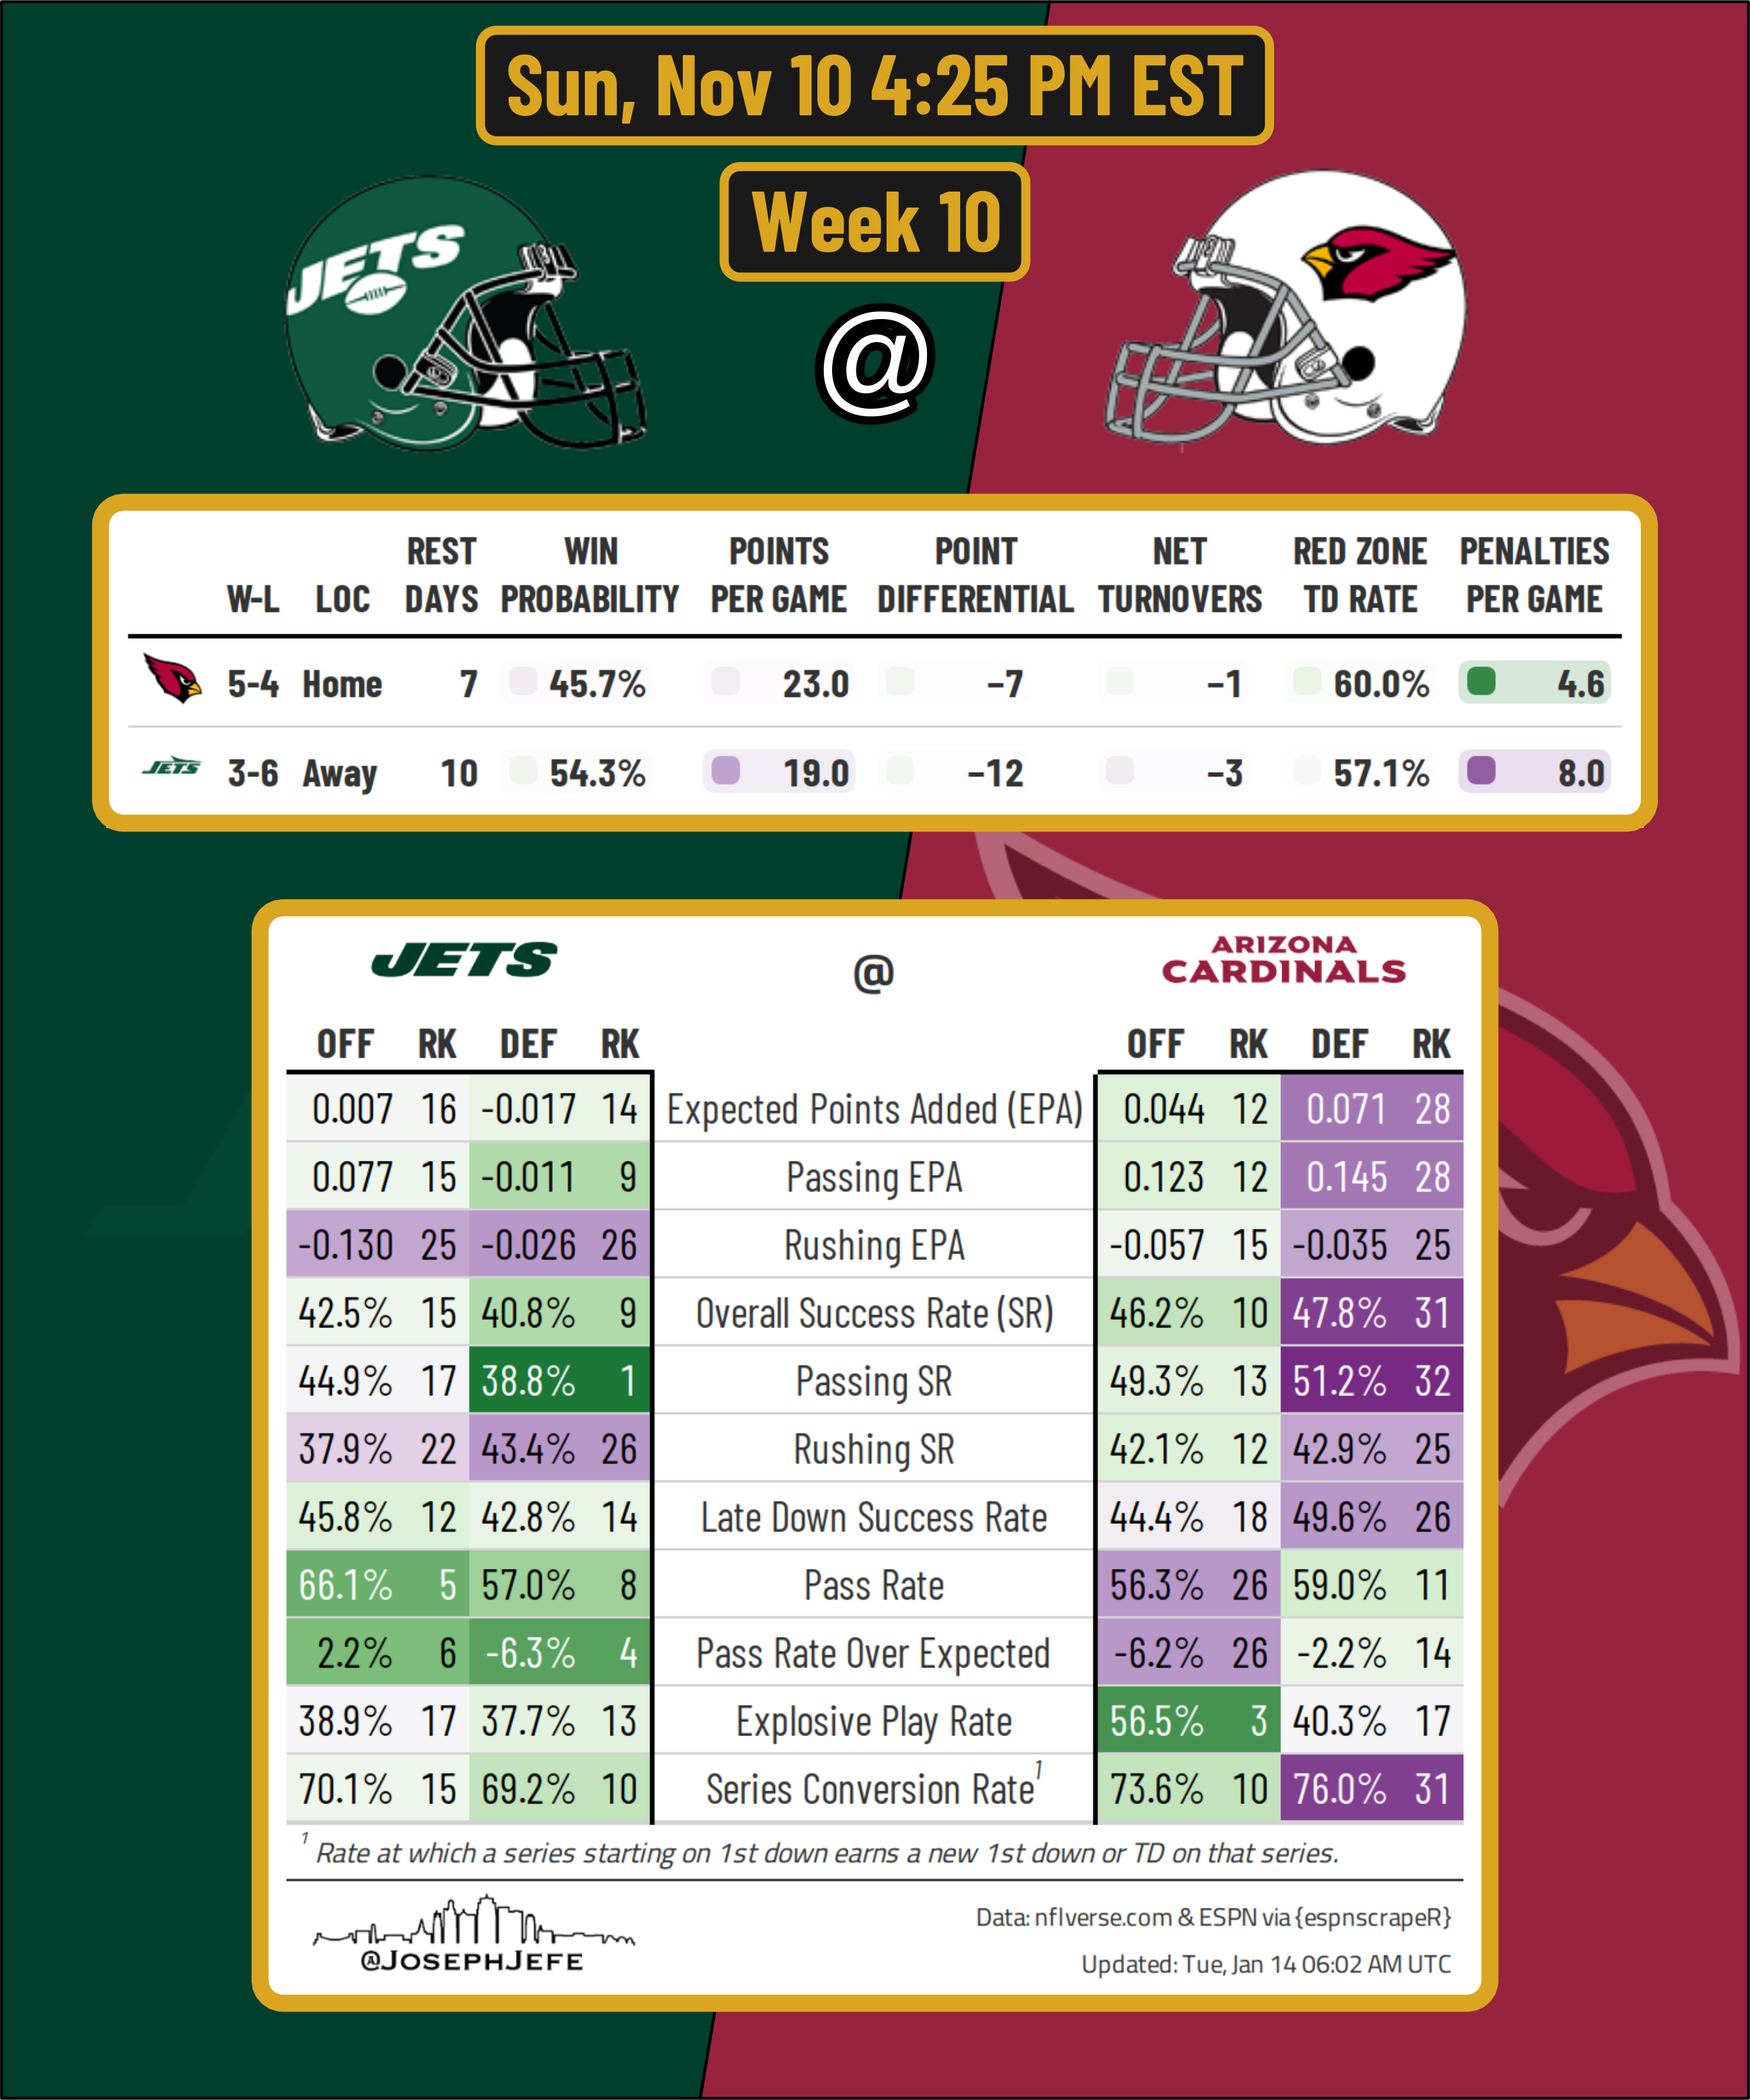 Sun, Nov 10 4:25 PM EST
Week 10
JETS
@
REST WIN POINTS POINT NET RED ZONE PENALTIES
W-L LOC DAYS PROBABILITY PER GAME DIFFERENTIAL TURNOVERS TD RATE PER GAME
5-4 Home 7 45.7% 23.0 −7 −1 60.0% 4.6
JETS 3-6 Away 10 54.3% 19.0 −12 −3 57.1% 8.0
JETS @ ARIZONA CARDINALS
OFF RK DEF RK OFF RK DEF RK
0.007 16 -0.017 14 Expected Points Added (EPA) 0.044 12 0.071 28
0.077 15 -0.011 9 Passing EPA 0.123 12 0.145 28
-0.130 25 -0.026 26 Rushing EPA -0.057 15 -0.035 25
42.5% 15 40.8% 9 Overall Success Rate (SR) 46.2% 10 47.8% 31
44.9% 17 38.8% 1 Passing SR 49.3% 13 51.2% 32
37.9% 22 43.4% 26 Rushing SR 42.1% 12 42.9% 25
45.8% 12 42.8% 14 Late Down Success Rate 44.4% 18 49.6% 26
66.1% 5 57.0% 8 Pass Rate 56.3% 26 59.0% 11
2.2% 6 -6.3% 4 Pass Rate Over Expected -6.2% 26 -2.2% 14
38.9% 17 37.7% 13 Explosive Play Rate 56.5% 3 40.3% 17
70.1% 15 69.2% 10 Series Conversion Rate1 73.6% 10 76.0% 31
1 Rate at which a series starting on 1st down earns a new 1st down or TD on that series.
@JOSEPHJEFE
Data: nflverse.com & ESPN via {espnscrapeR}
Updated: Tue, Jan 14 06:02 AM UTC